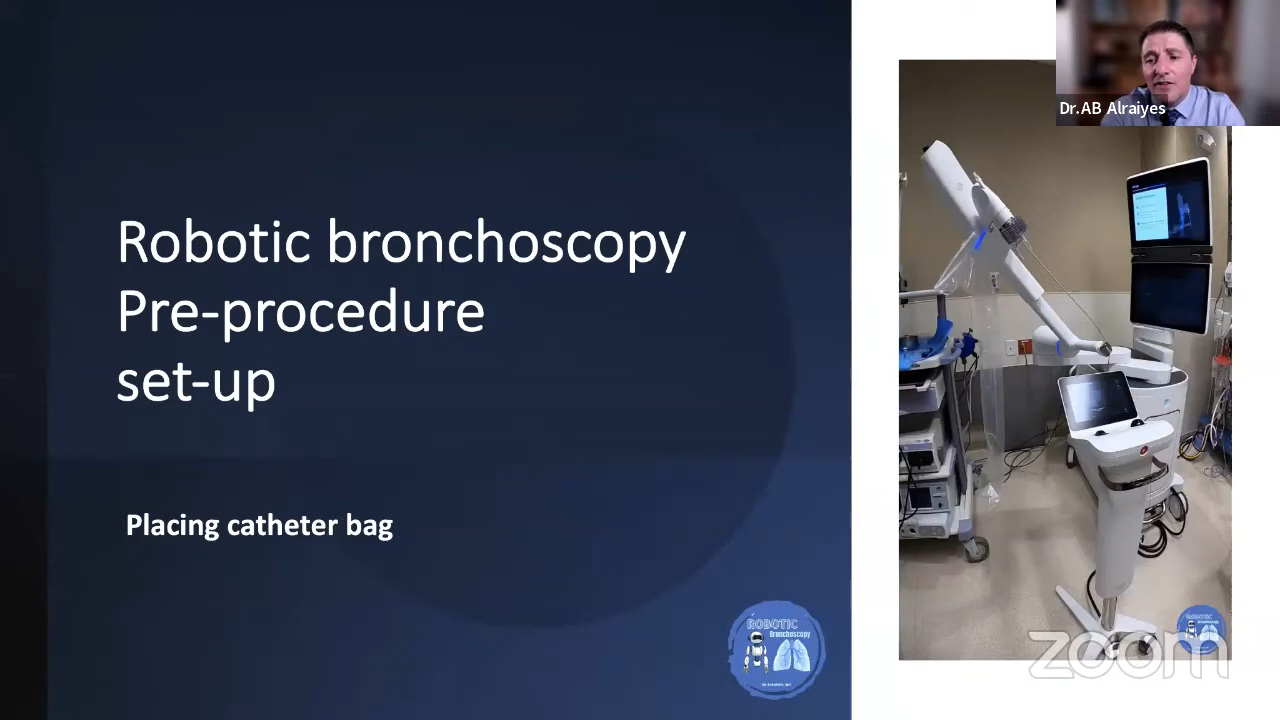 Robotic bronchoscopy
Pre-procedure
set-up
Placing catheter bag
Dr.AB Alraiyes
ROBOTIC
Bronchoscopy
zoom